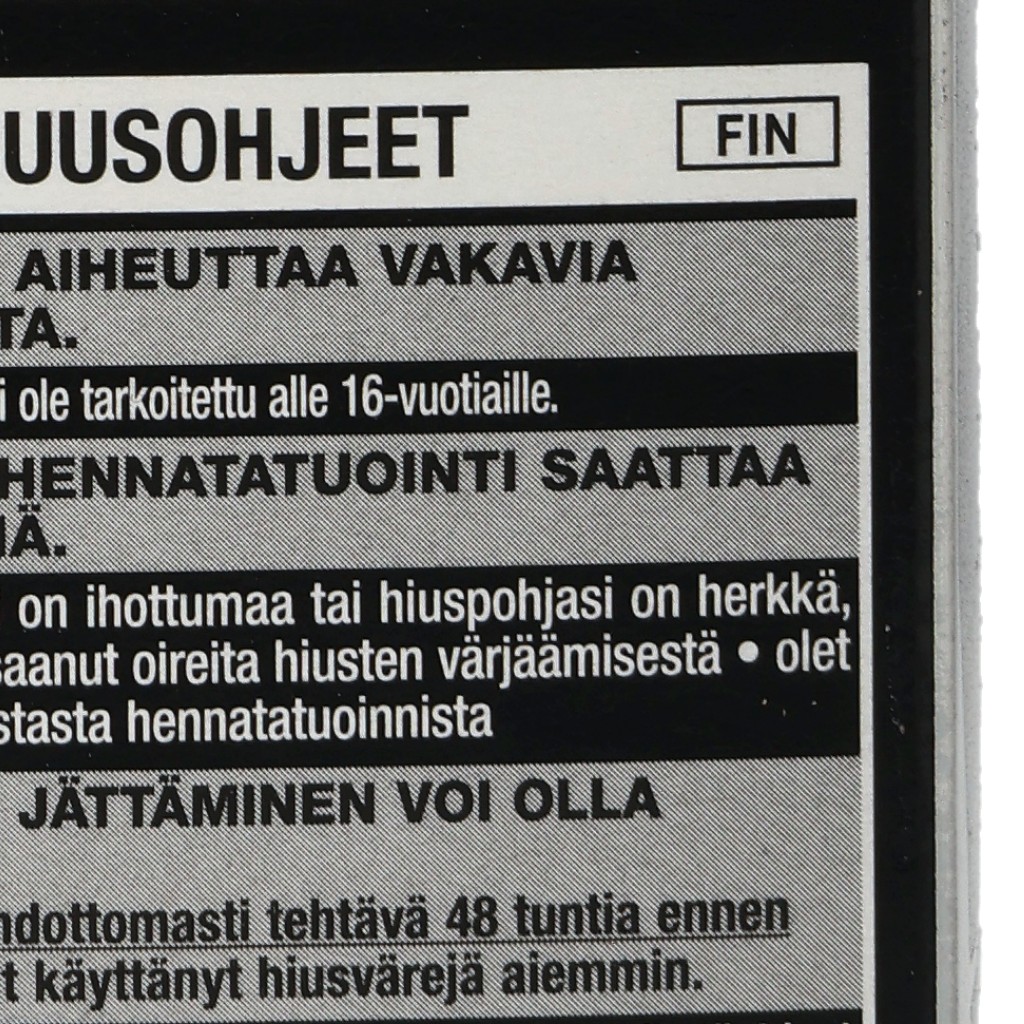 UUSOHJEET FIN
AIHEUTTAA VAKAVIA
TA.
i ole tarkoitettu alle 16-vuotiaille.
HENNATATUOINTI SAATTAA
IÄ.
on ihottumaa tai hiuspohjasi on herkkä,
saanut oireita hiusten värjäämisestä • olet
stasta hennatatuoinnista
JÄTTÄMINEN VOI OLLA
ndottomasti tehtävä 48 tuntia ennen
t käyttänyt hiusvärejä aiemmin.